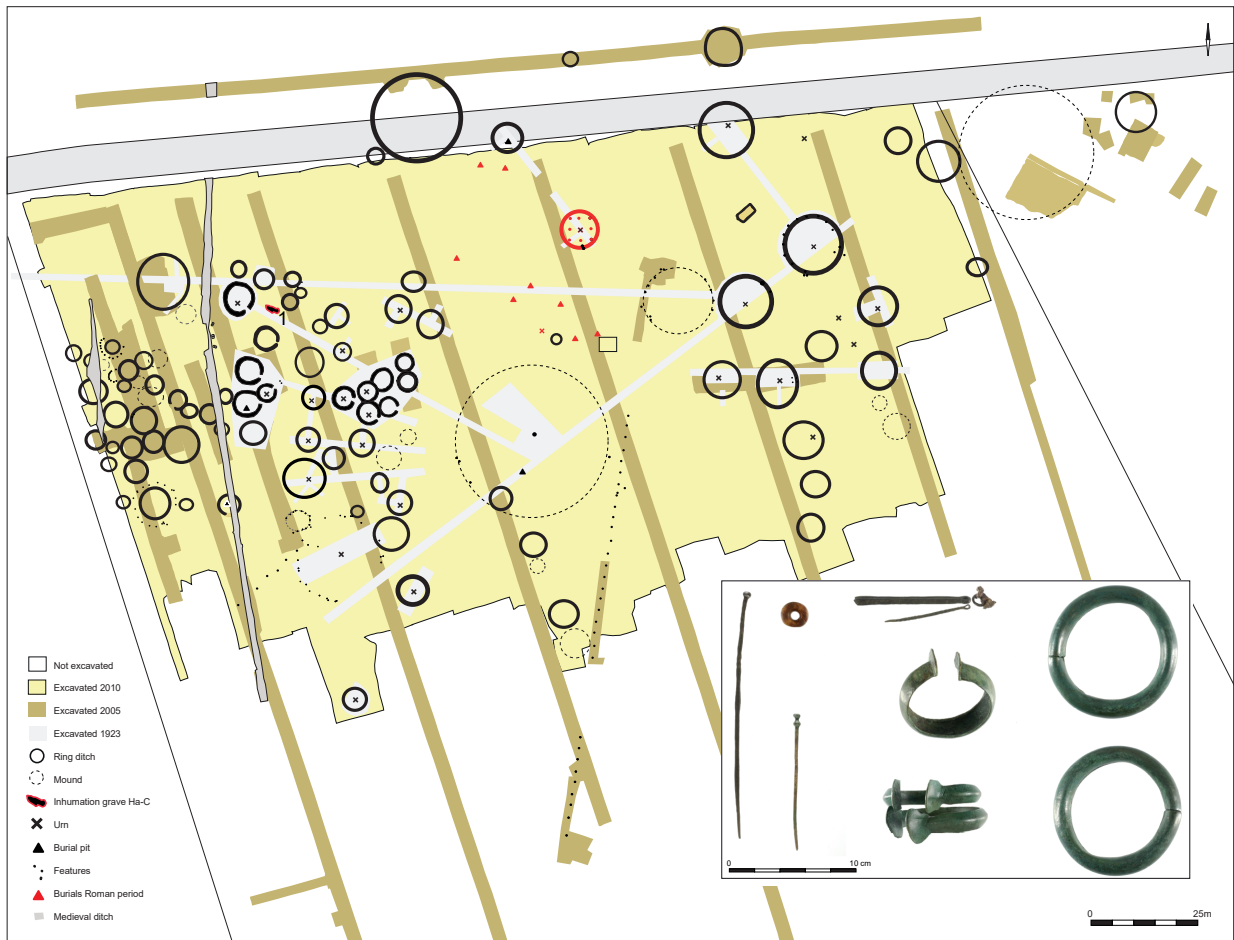 1
Not excavated
Excavated 2010
Excavated 2005
Excavated 1923
Ring ditch
Mound
Inhumation grave Ha-C
Urn
Burial pit
Features
Burials Roman period
Medieval ditch
0 10 cm
0 25m